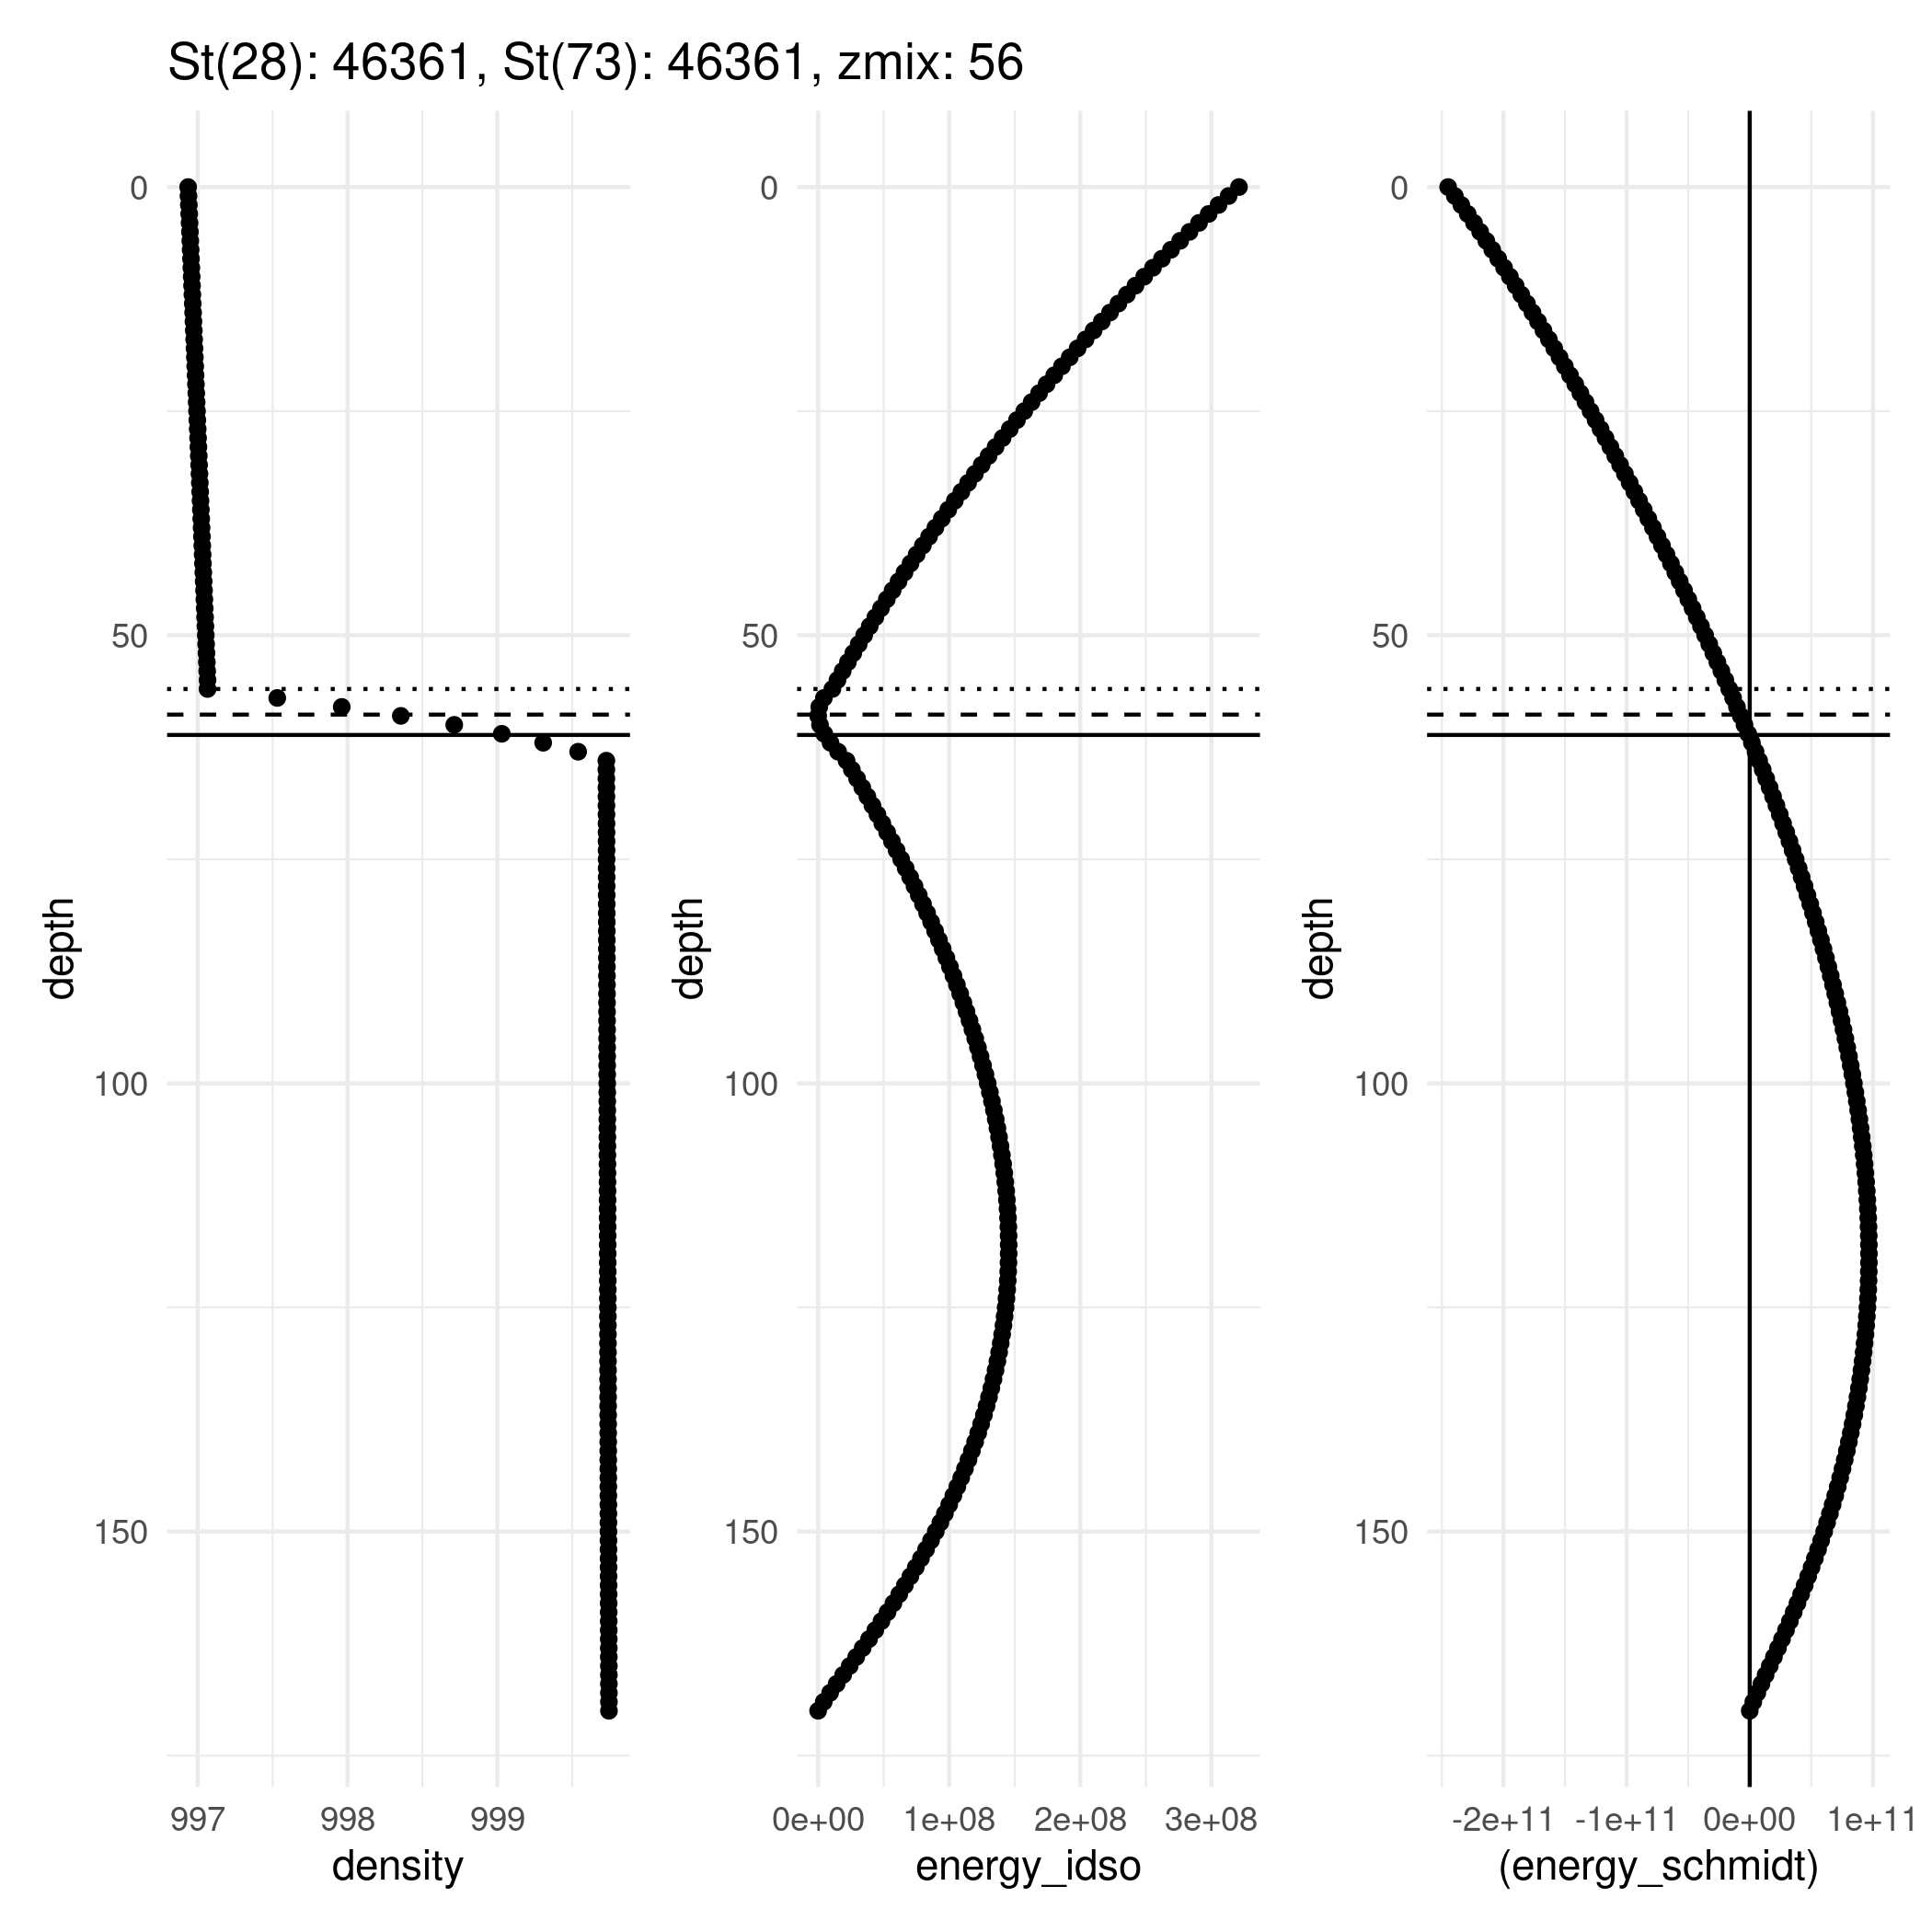 St(28): 46361, St(73): 46361, zmix: 56
0
50
100
150
depth
997 998 999
density
0
50
100
150
depth
0e+00 1e+08 2e+08 3e+08
energy_idso
0
50
100
150
depth
-2e+11 -1e+11 0e+00 1e+11
(energy_schmidt)